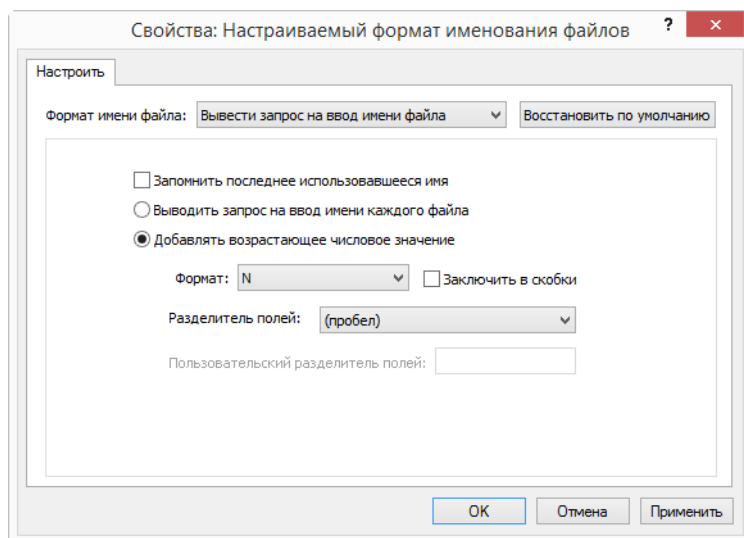 Свойства: Настраиваемый формат именования файлов ? ×
Настроить
Формат имени файла: Вывести запрос на ввод имени файла Восстановить по умолчанию
Запомнить последнее использовавшееся имя
Выводить запрос на ввод имени каждого файла
Добавлять возрастающее числовое значение
Формат: N Заключить в скобки
Разделитель полей: (пробел)
Пользовательский разделитель полей:
OK Отмена Применить